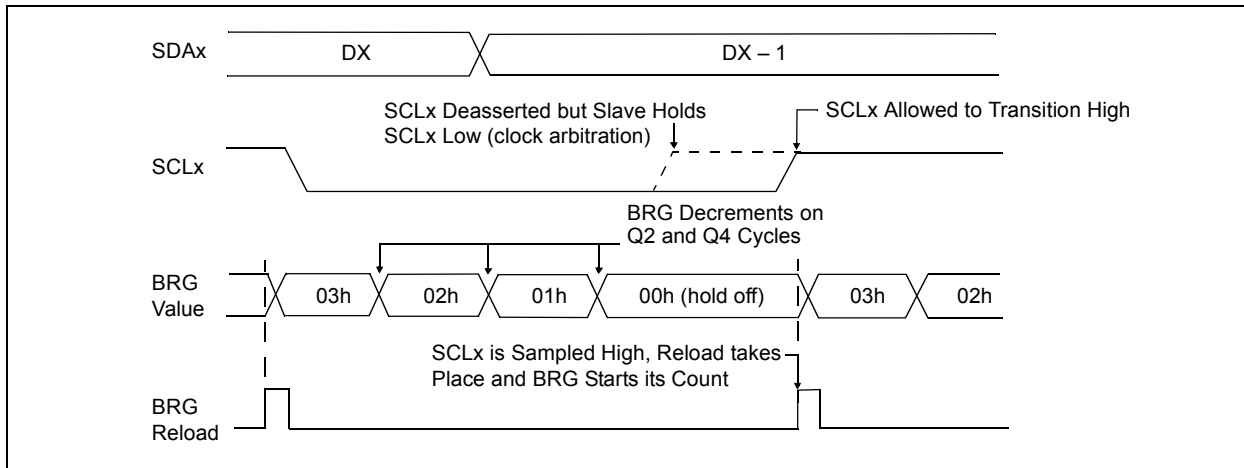 SDAx
DX
DX – 1
SCLx Deasserted but Slave Holds
SCLx Low (clock arbitration)
SCLx Allowed to Transition High
SCLx
BRG Decrements on
Q2 and Q4 Cycles
BRG
Value
03h
02h
01h
00h (hold off)
03h
02h
SCLx is Sampled High, Reload takes
Place and BRG Starts its Count
BRG
Reload